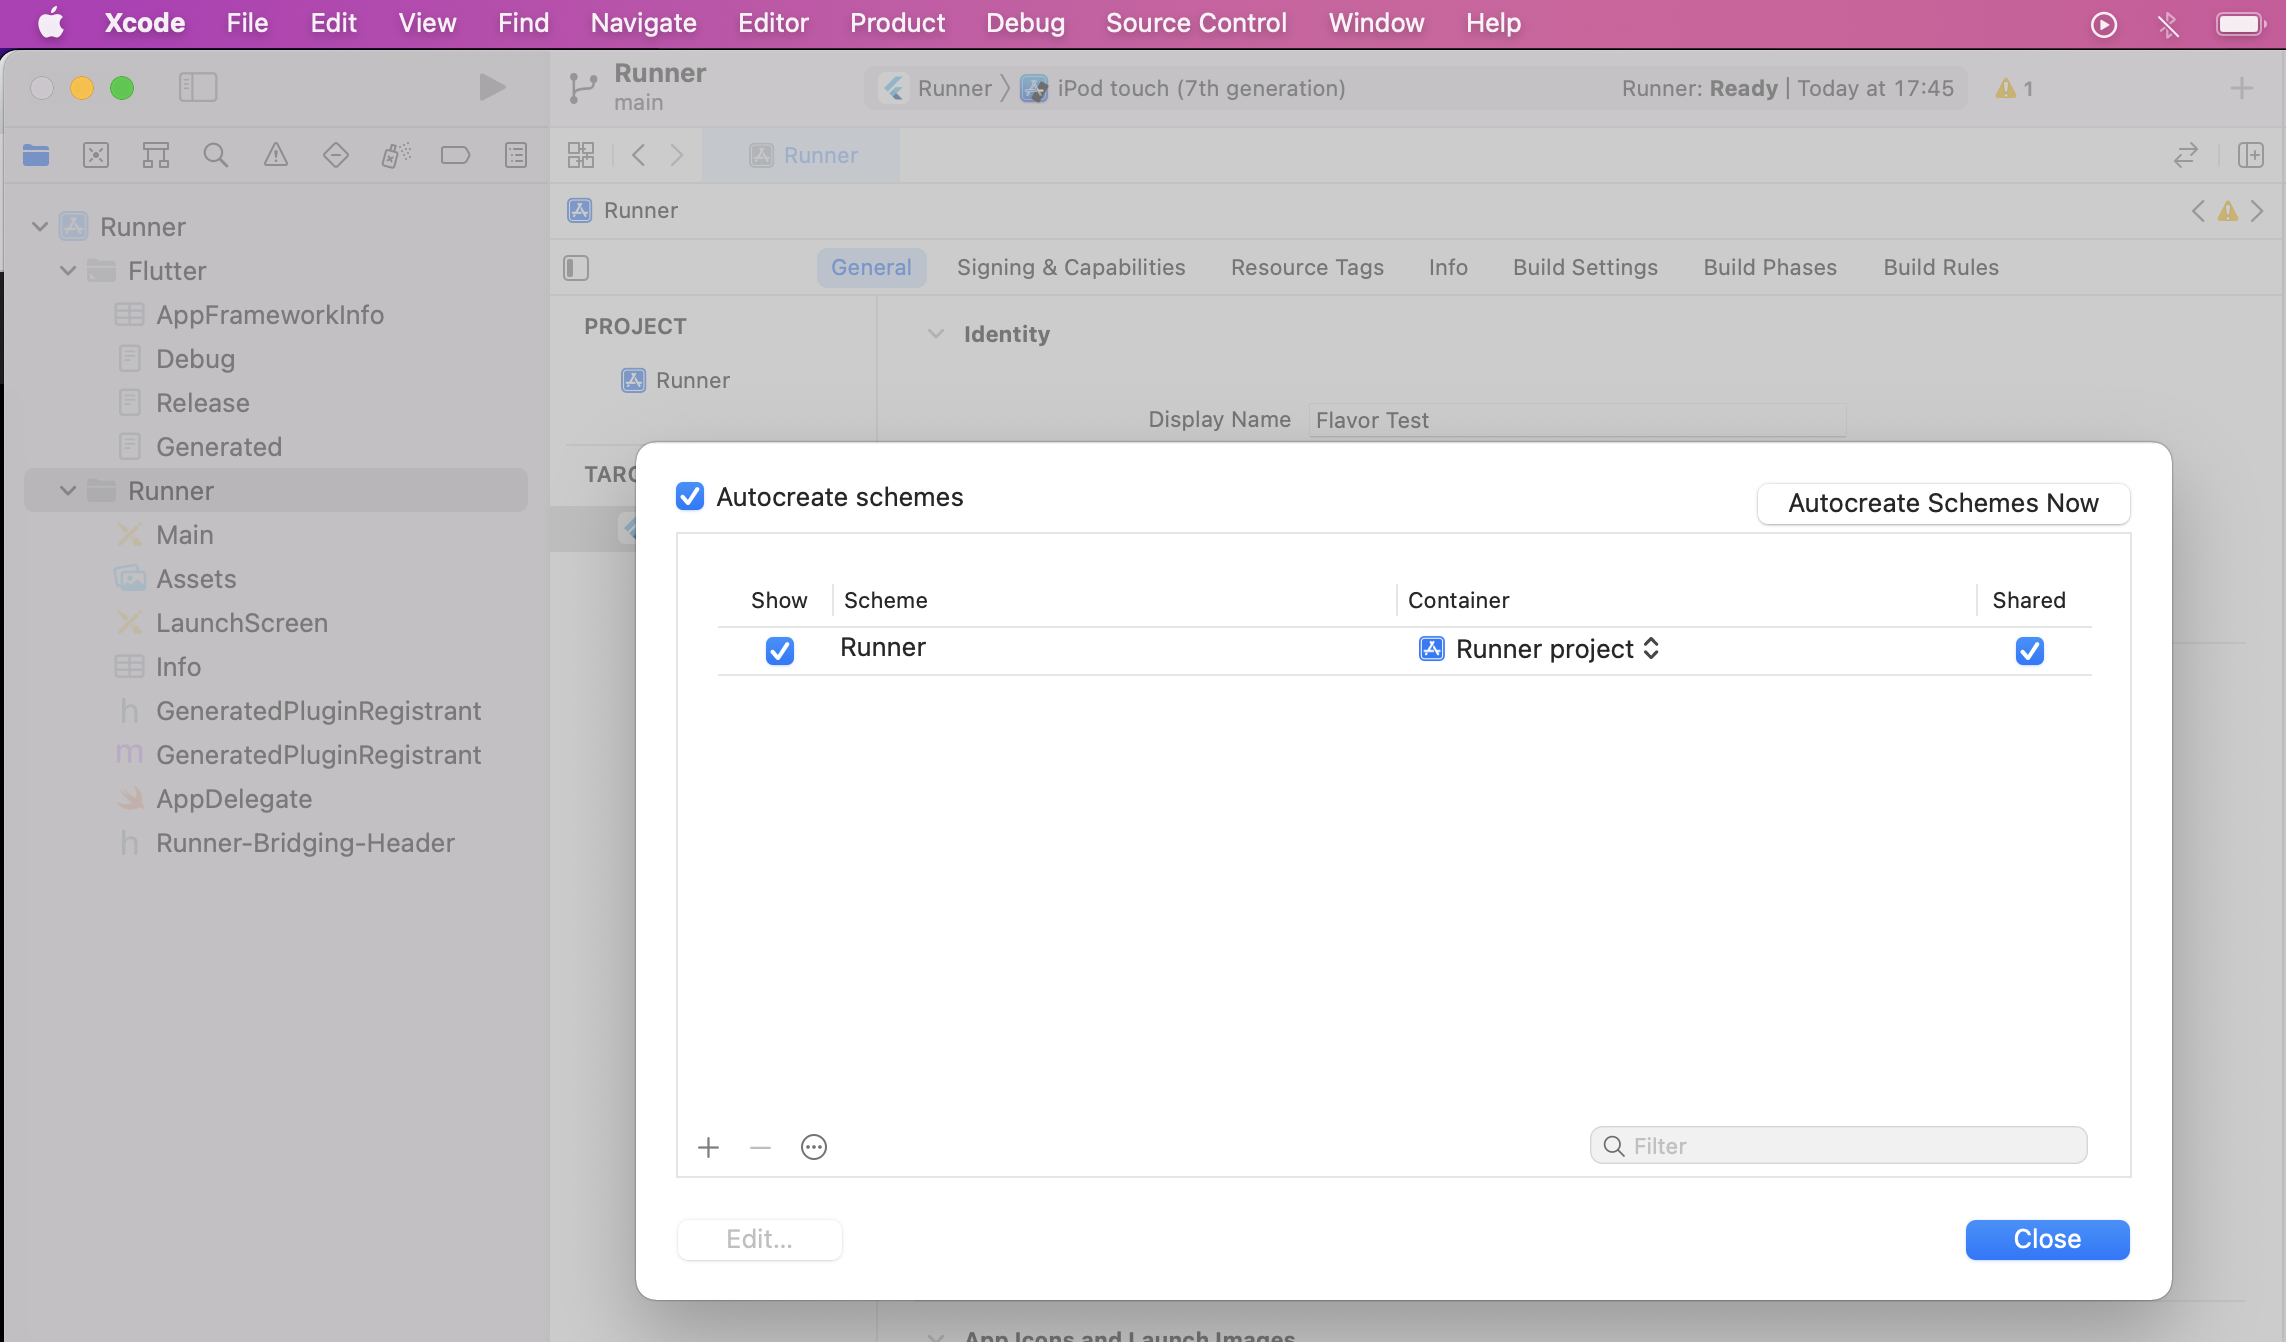 Xcode File Edit View Find Navigate Editor Product Debug Source Control Window Help
Runner
main
Runner iPod touch (7th generation) Runner: Ready | Today at 17:45 1
Runner
Runner
General Signing & Capabilities Resource Tags Info Build Settings Build Phases Build Rules
Runner
Flutter
AppFrameworkInfo
Debug
Release
Generated
Runner
Main
Assets
LaunchScreen
Info
h GeneratedPluginRegistrant
m GeneratedPluginRegistrant
AppDelegate
h Runner-Bridging-Header
PROJECT
Runner
TARG
Identity
Display Name Flavor Test
Autocreate schemes
Autocreate Schemes Now
Show Scheme Container Shared
Runner Runner project
Filter
Edit...
Close
App Icons and Launch Images